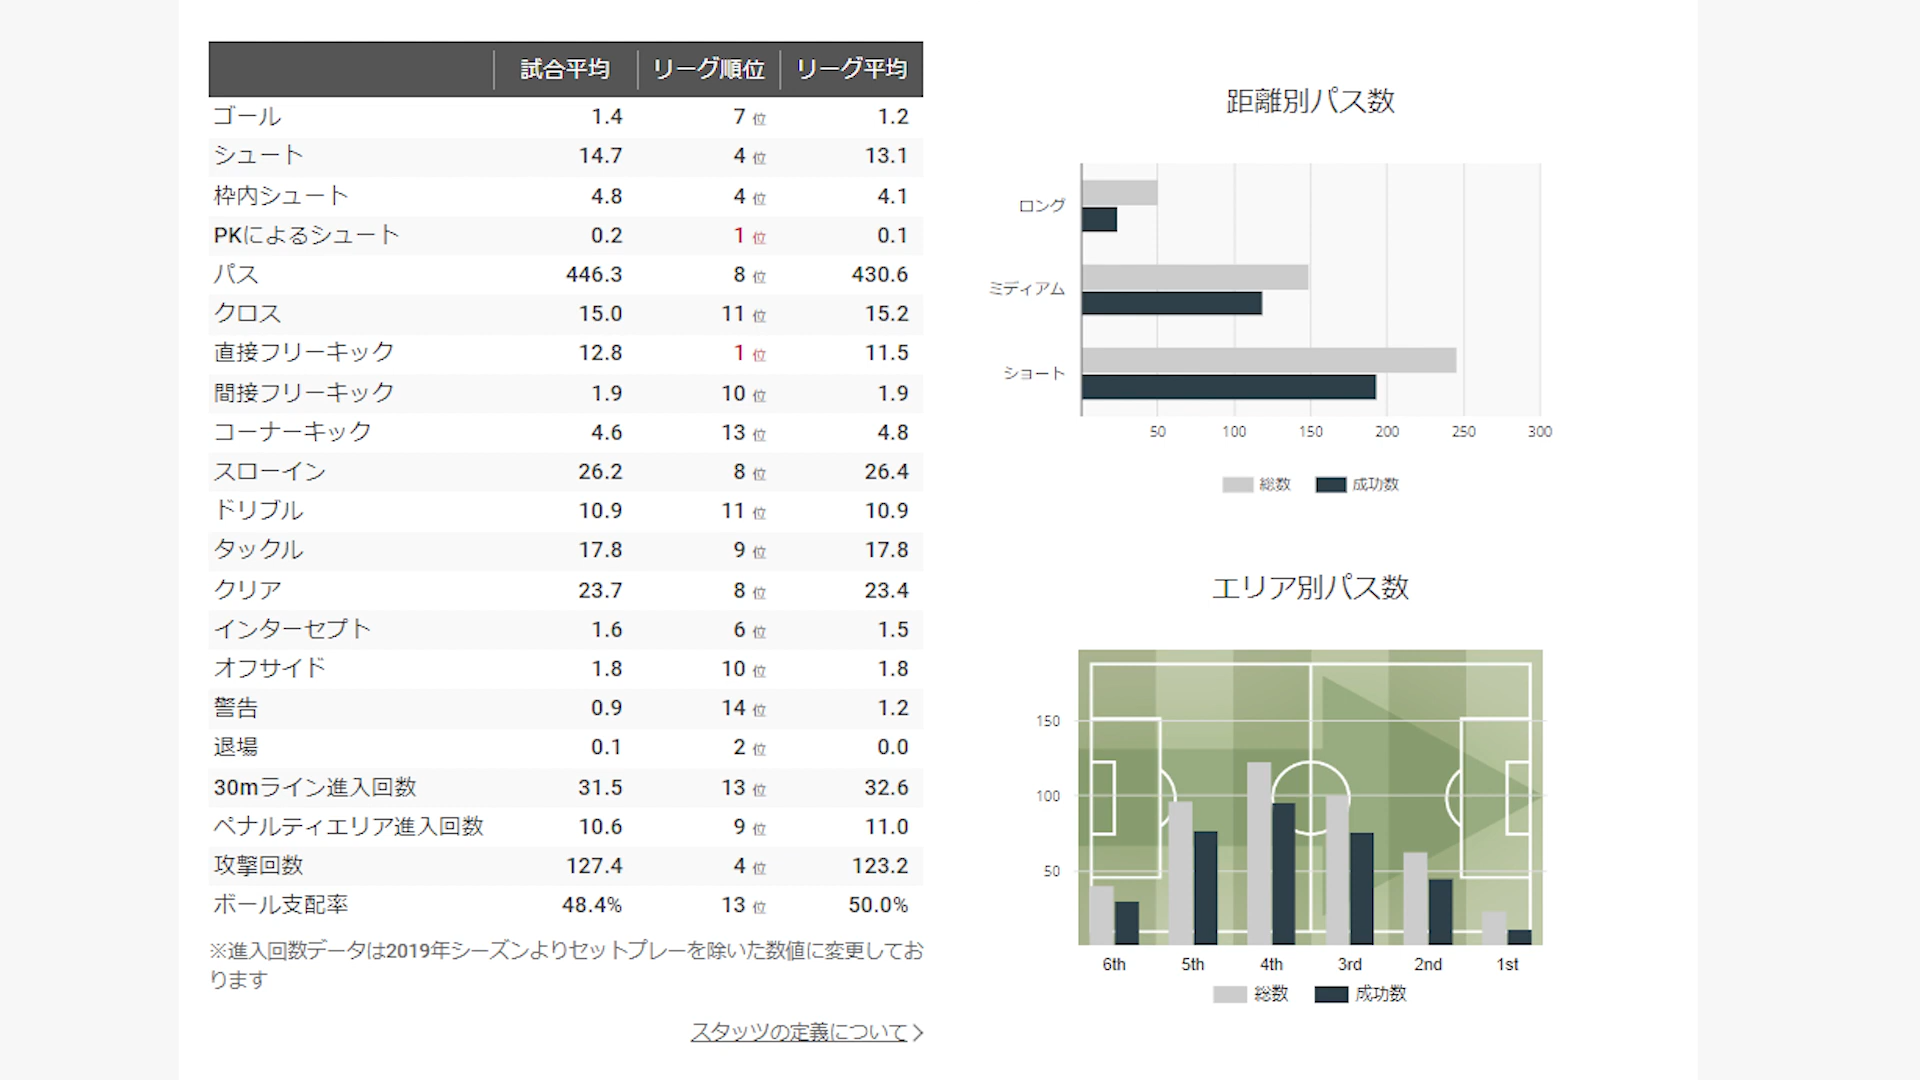 試合平均 リーグ順位 リーグ平均
ゴール 1.4 7 位 1.2
シュート 14.7 4 位 13.1
枠内シュート 4.8 4 位 4.1
PKによるシュート 0.2 1 位 0.1
パス 446.3 8 位 430.6
クロス 15.0 11 位 15.2
直接フリーキック 12.8 1 位 11.5
間接フリーキック 1.9 10 位 1.9
コーナーキック 4.6 13 位 4.8
スローイン 26.2 8 位 26.4
ドリブル 10.9 11 位 10.9
タックル 17.8 9 位 17.8
クリア 23.7 8 位 23.4
インターセプト 1.6 6 位 1.5
オフサイド 1.8 10 位 1.8
警告 0.9 14 位 1.2
退場 0.1 2 位 0.0
30mライン進入回数 31.5 13 位 32.6
ペナルティエリア進入回数 10.6 9 位 11.0
攻撃回数 127.4 4 位 123.2
ボール支配率 48.4% 13 位 50.0%
※進入回数データは2019年シーズンよりセットプレーを除いた数値に変更してお
ります
スタッツの定義について
距離別パス数
ロング
ミディアム
ショート
50 100 150 200 250 300
総数 成功数
エリア別パス数
150
100
50
6th 5th 4th 3rd 2nd 1st
総数 成功数